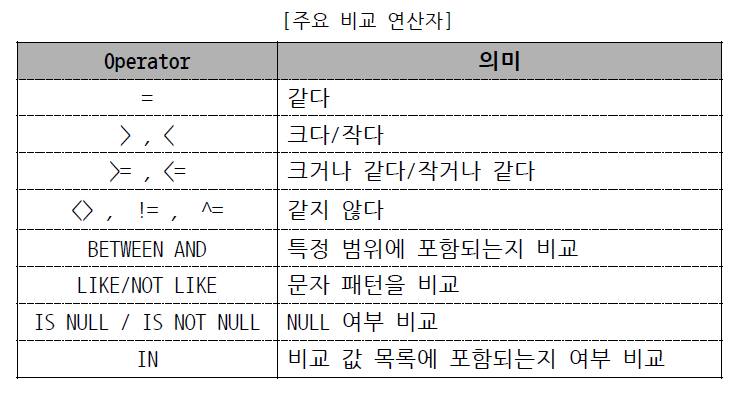 [주요 비교 연산자]
Operator 의미
= 같다
> , < 크다/작다
>= , <= 크거나 같다/작거나 같다
<> , != , ^= 같지 않다
BETWEEN AND 특정 범위에 포함되는지 비교
LIKE/NOT LIKE 문자 패턴을 비교
IS NULL / IS NOT NULL NULL 여부 비교
IN 비교 값 목록에 포함되는지 여부 비교